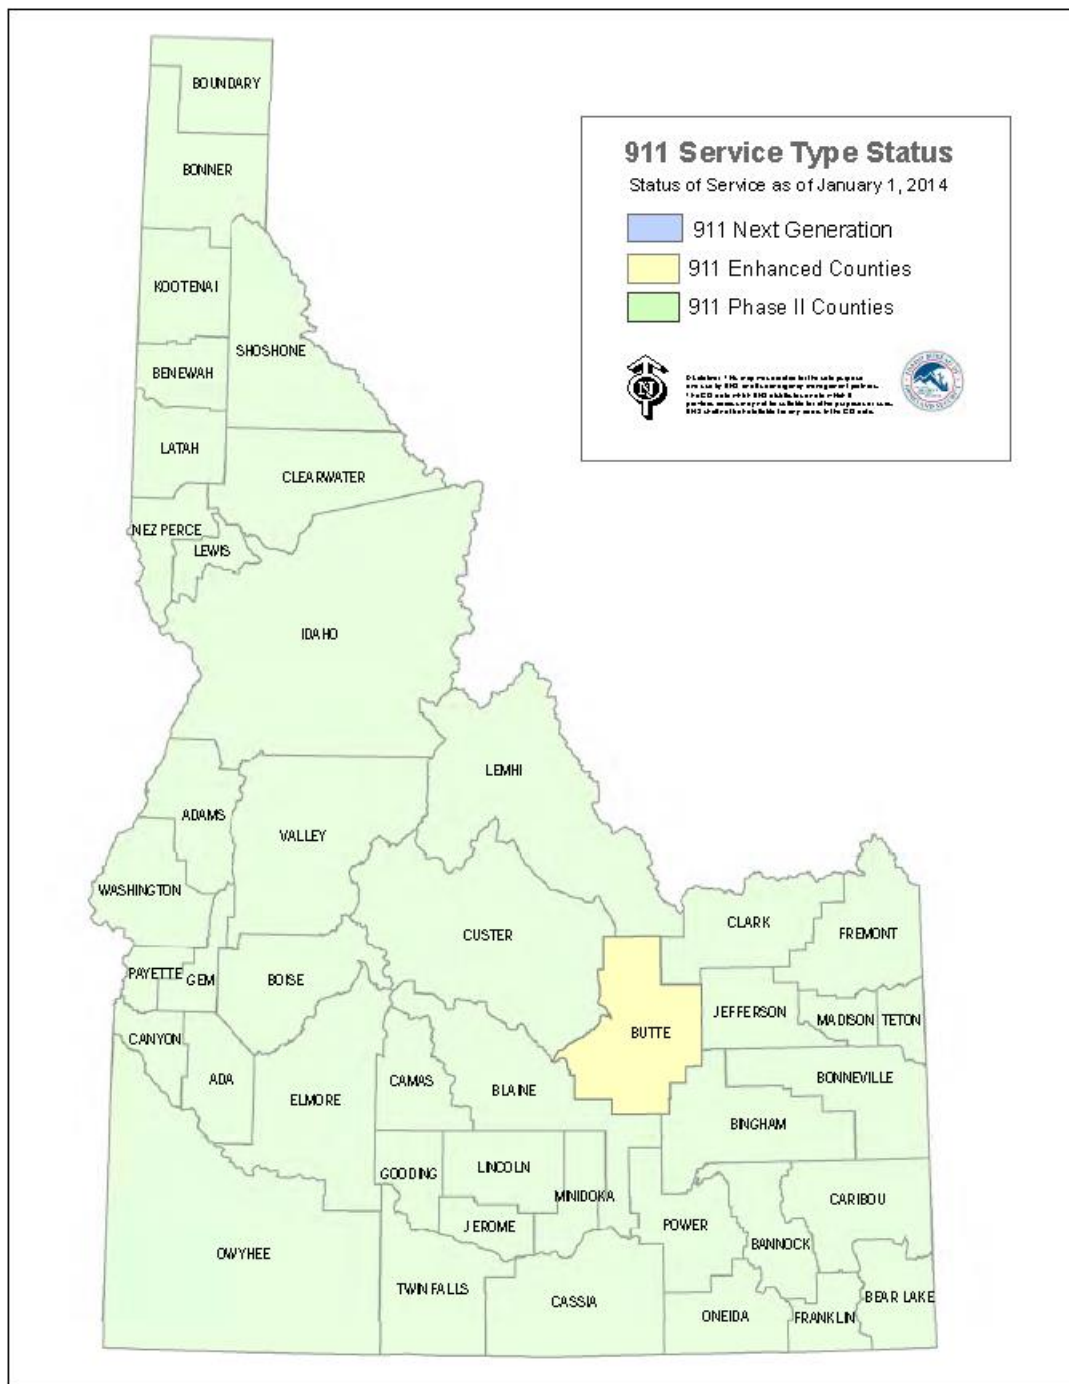 BOUNDARY
BONNER
911 Service Type Status
Status of Service as of January 1, 2014
911 Next Generation
911 Enhanced Counties
911 Phase II Counties
KOOTENAI
SHOSHONE
BENEWAH
LATAH
CLEARWATER
NEZ PERCE
LEWIS
IDAHO
LEMHI
ADAMS
VALLEY
WASHINGTON
CLARK
FREMONT
CUSTER
PAYETTE
GEM
BOISE
BUTTE
JEFFERSON
MADISON
TETON
CANYON
ADA
CAMAS
BLAINE
BONNEVILLE
ELMORE
BINGHAM
GOODING
LINCOLN
MINIDOKA
CARIBOU
JEROME
POWER
BANNOCK
OWYHEE
TWIN FALLS
CASSIA
BEAR LAKE
ONEIDA
FRANKLIN